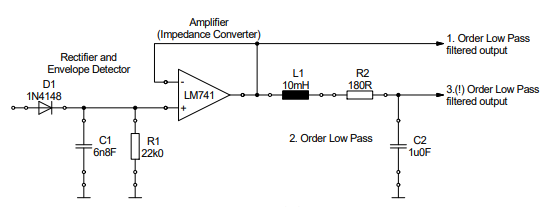 Amplifier
(Impedance Converter)
1. Order Low Pass
filtered output
Rectifier and
Envelope Detector
D1
1N4148
-
LM741
+
L1
10mH
R2
180R
3.(!) Order Low Pass
filtered output
C1
6n8F
R1
22k0
2. Order Low Pass
C2
1u0F